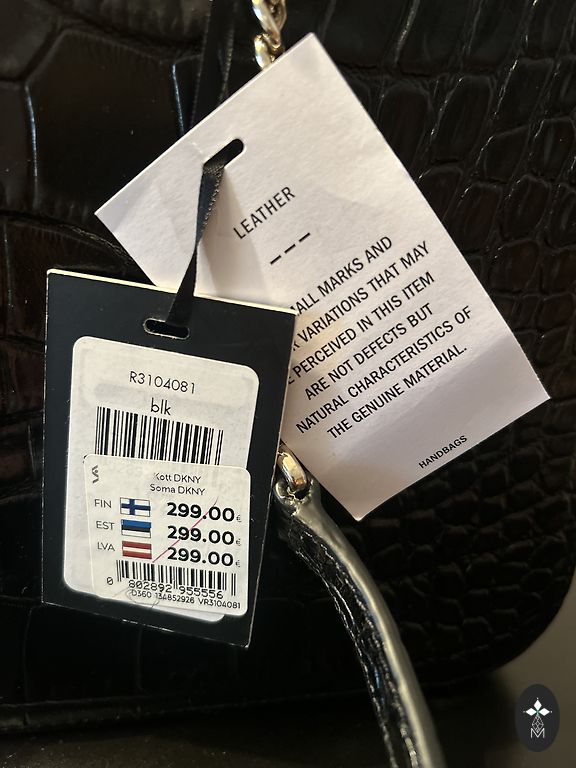 LEATHER
ALL MARKS AND
VARIATIONS THAT MAY
PERCEIVED IN THIS ITEM
ARE NOT DEFECTS BUT
NATURAL CHARACTERISTICS OF
THE GENUINE MATERIAL.
HANDBAGS
R3104081
blk
Kott DKNY
Soma DKNY
FIN 299.00 €
EST 299.00 €
LVA 299.00 €
0 802892 955556
D360 134852926 VR3104081
M